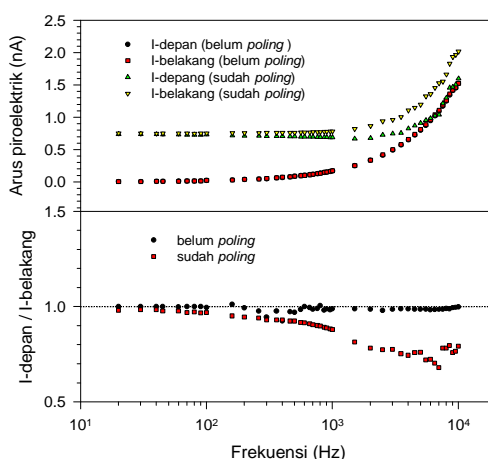 Arus piroelektrik (nA)
2.5
2.0
1.5
1.0
0.5
0.0
I-depan (belum poling )
I-belakang (belum poling)
I-depang (sudah poling)
I-belakang (sudah poling)
I-depan / I-belakang
1.5
1.0
0.5
belum poling
sudah poling
10¹
10²
10³
10⁴
Frekuensi (Hz)